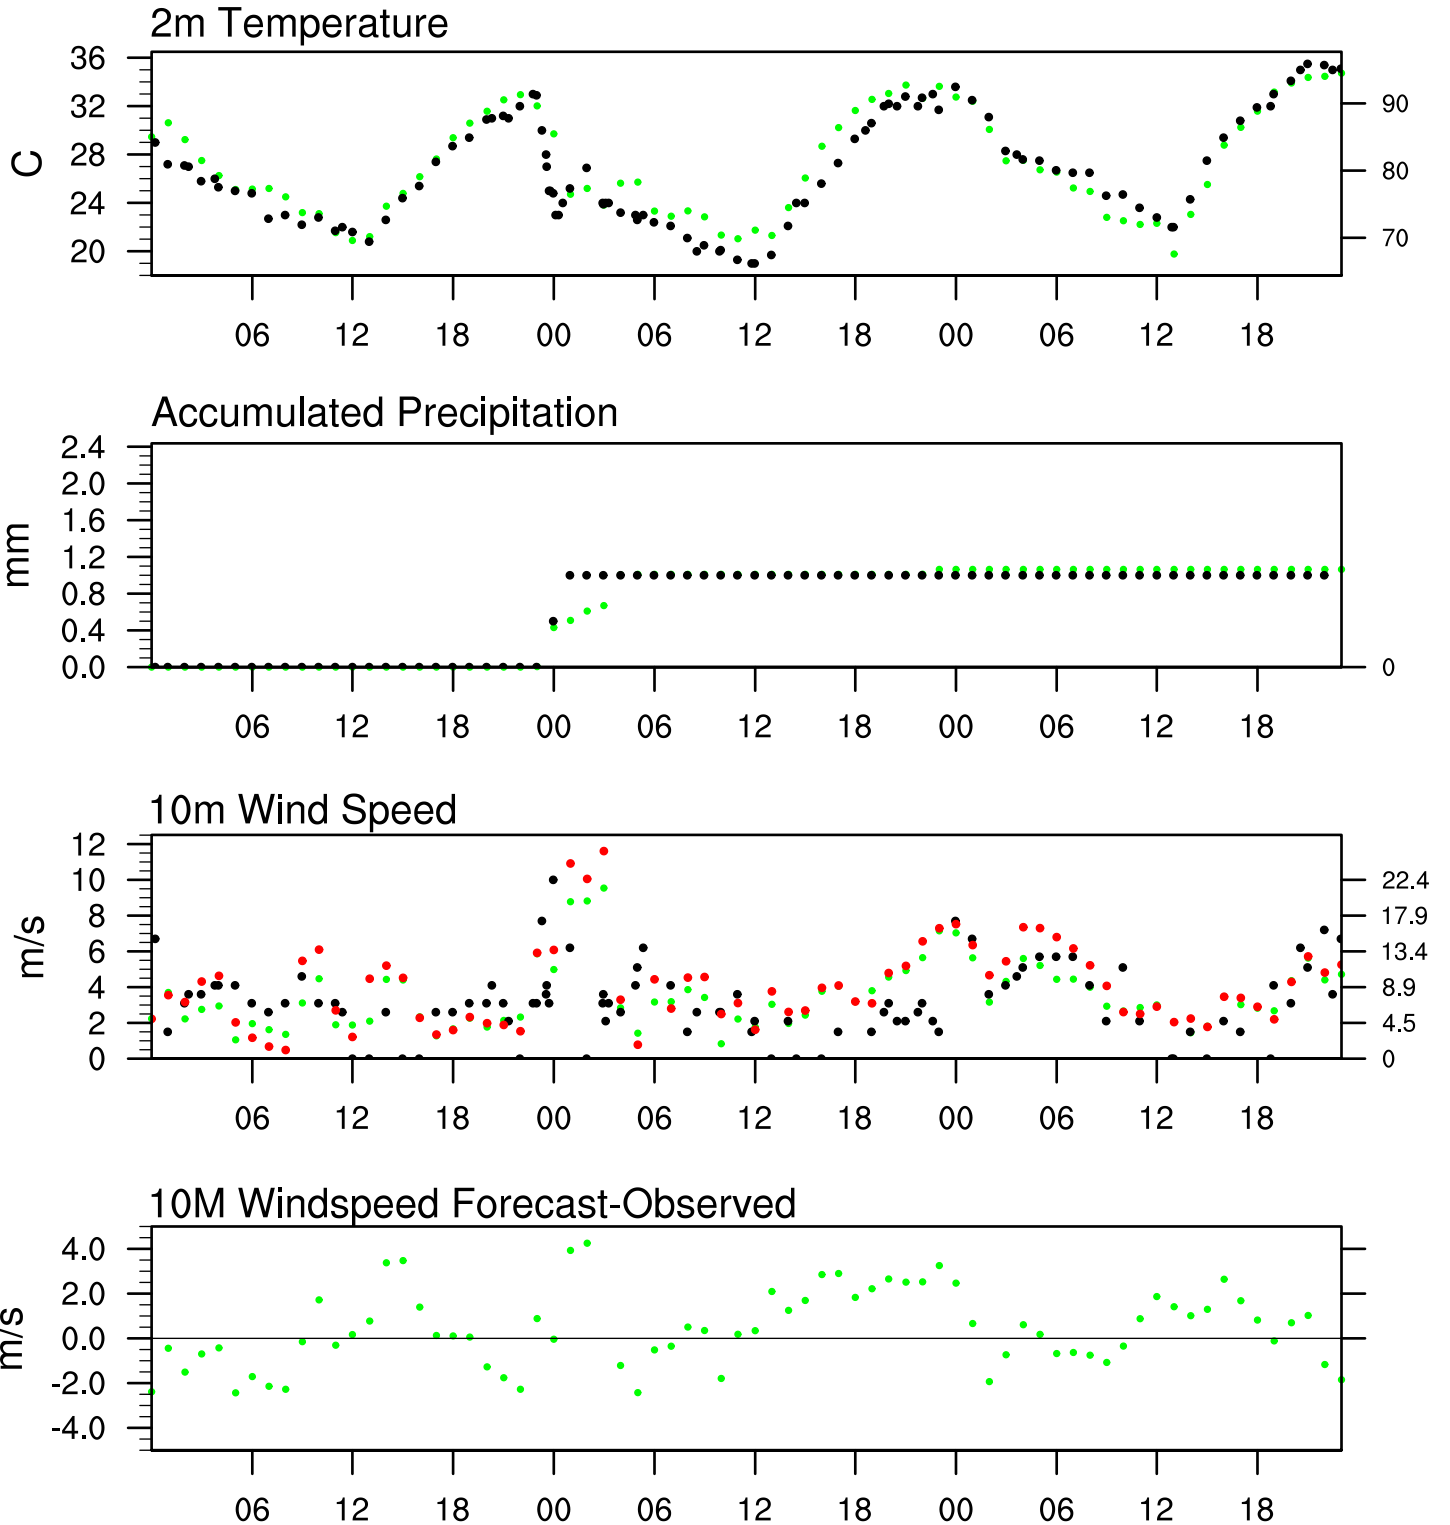 2m Temperature
36
32
28
24
20
C
90
80
70
06 12 18 00 06 12 18 00 06 12 18
Accumulated Precipitation
2.4
2.0
1.6
1.2
0.8
0.4
0.0
mm
0
06 12 18 00 06 12 18 00 06 12 18
10m Wind Speed
12
10
8
6
4
2
0
m/s
22.4
17.9
13.4
8.9
4.5
0
06 12 18 00 06 12 18 00 06 12 18
10M Windspeed Forecast-Observed
4.0
2.0
0.0
-2.0
-4.0
m/s
06 12 18 00 06 12 18 00 06 12 18